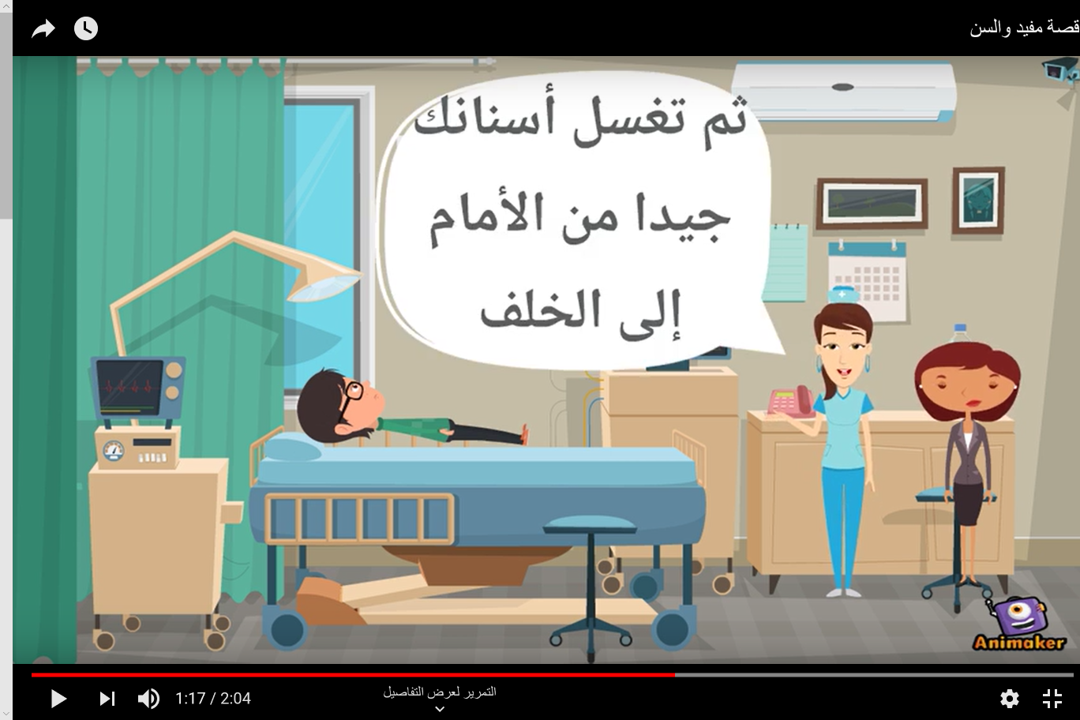 قصة مفيد والسن
ثم تغسل أسنانك
جيدا من الأمام
إلى الخلف
Animaker
1:17 / 2:04
التمرير لعرض التفاصيل